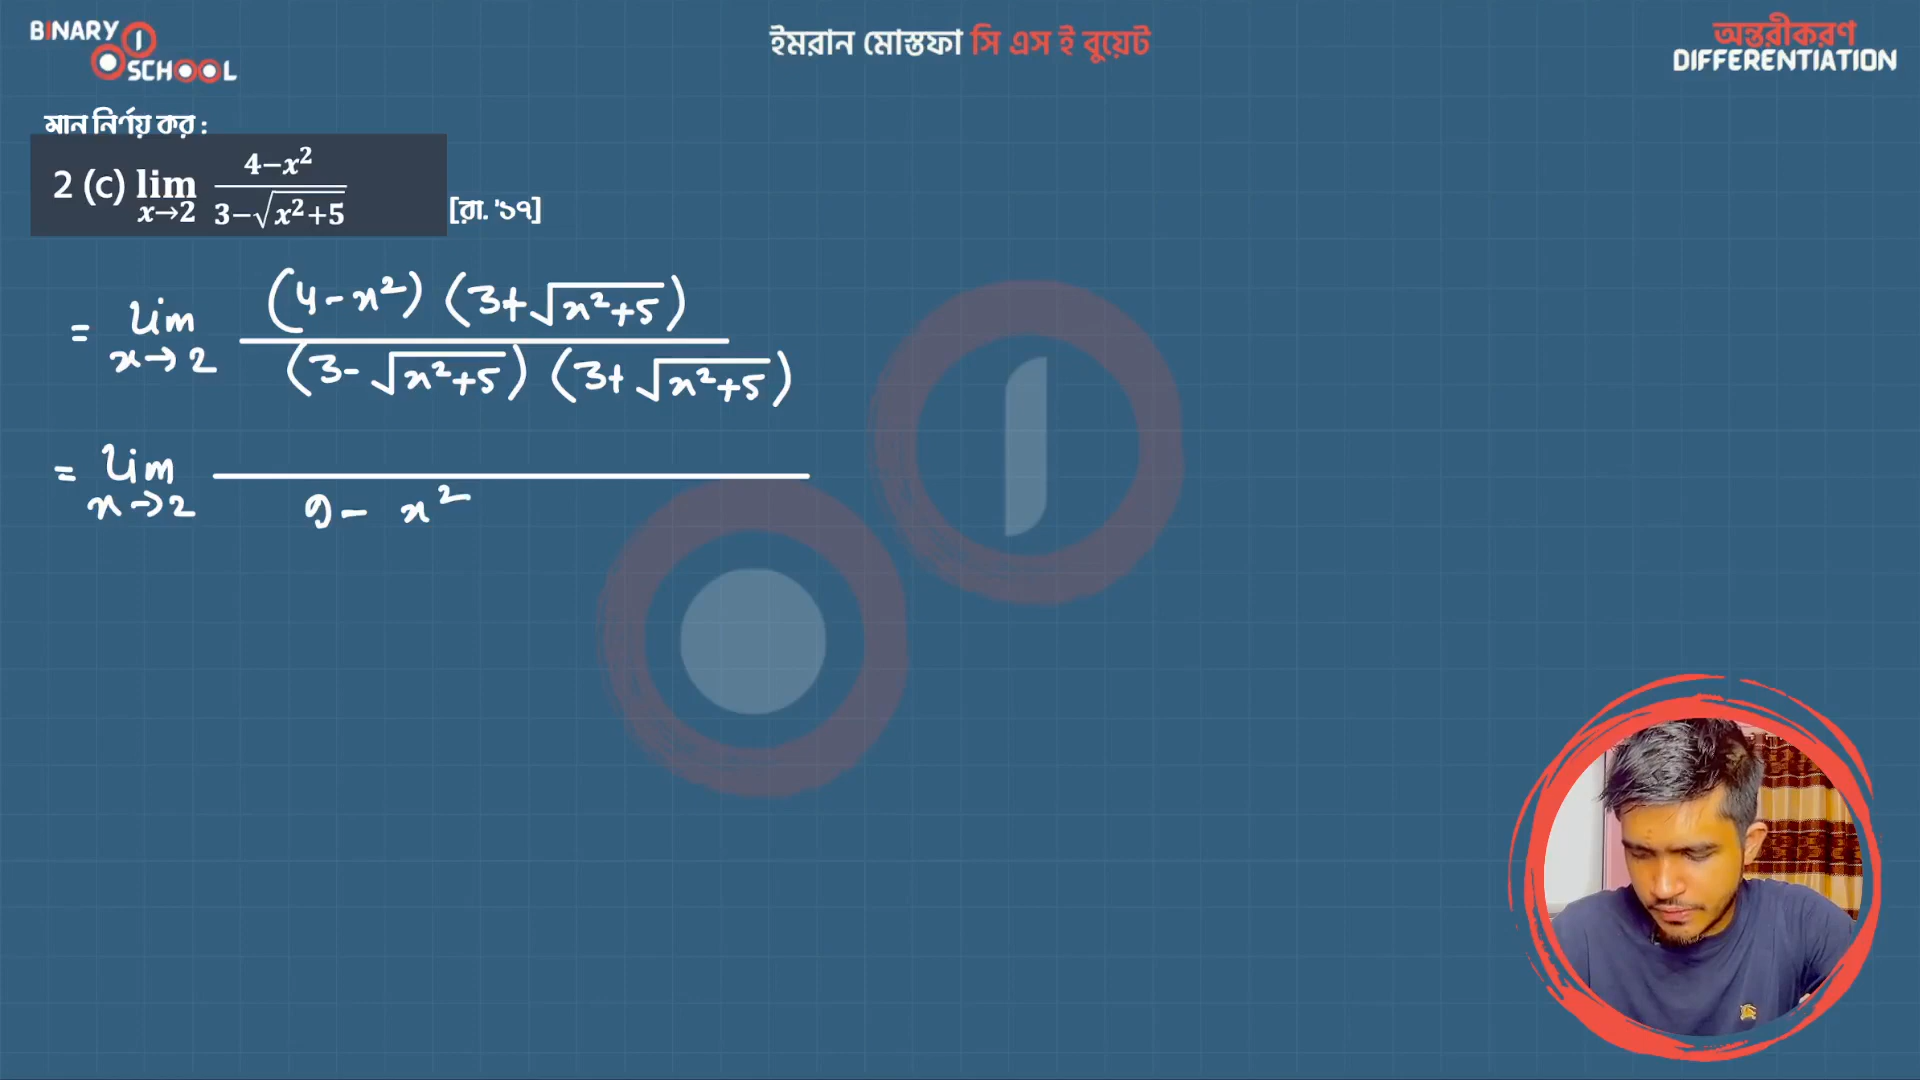 BINARY SCHOOL
ইমরান মোস্তফা সি এস ই বুয়েট
অন্তরীকরণ
DIFFERENTIATION
মান নির্ণয় কর :
2 (c) lim x→2 (4−x²)/(3−√(x²+5)) [রা. '১৭]
= lim x→2 (4-x²) (3+√(x²+5)) / (3-√(x²+5)) (3+√(x²+5))
= lim x→2 / 9 - x²